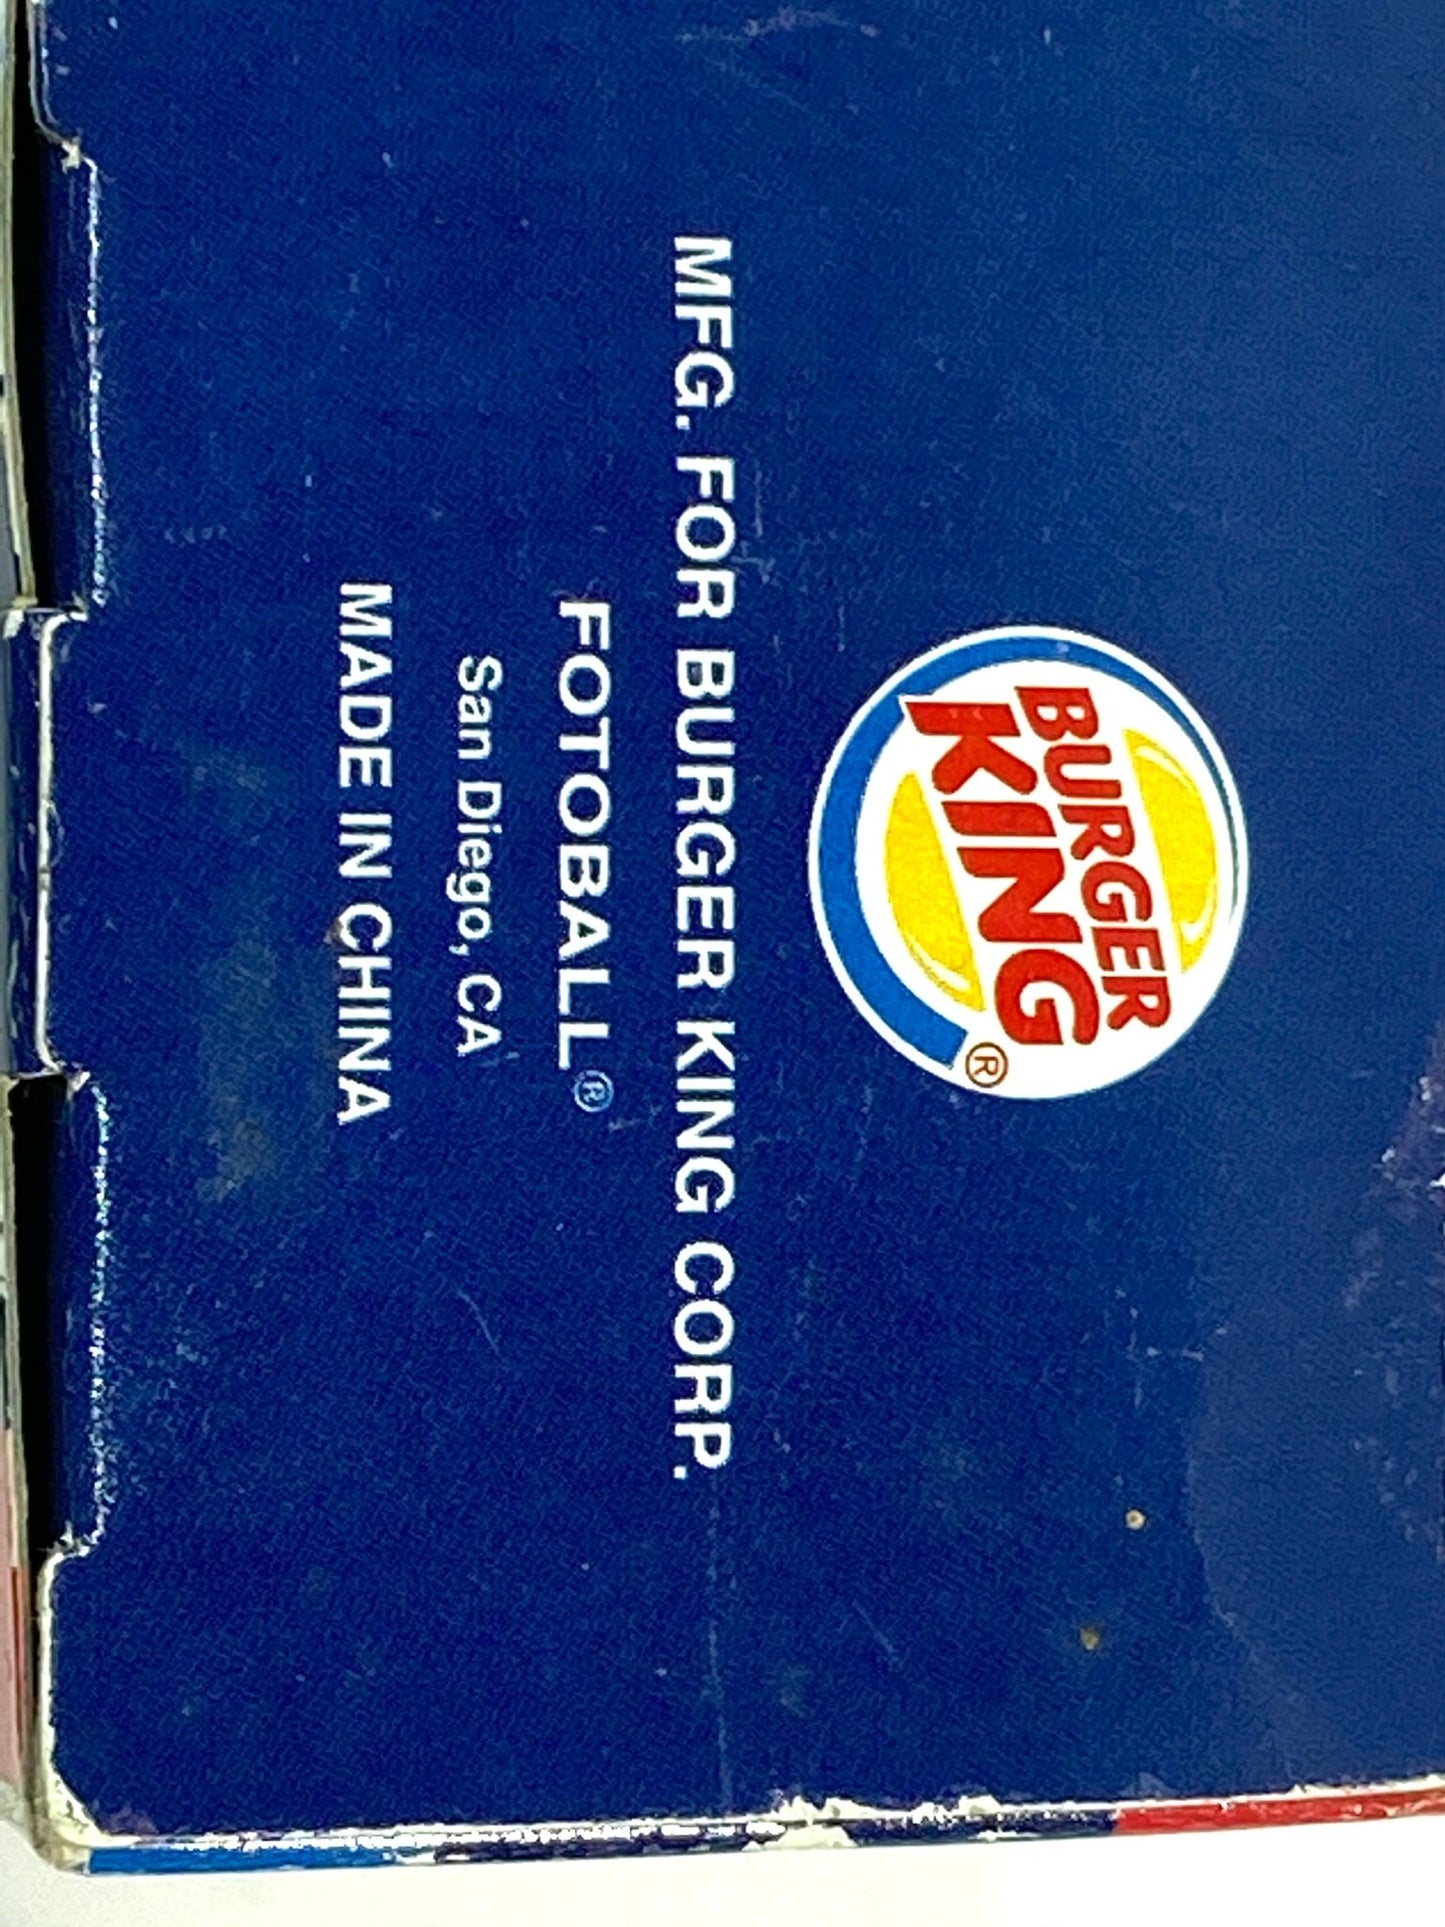 BURGER
KING®
MFG. FOR BURGER KING CORP.
FOTOBALL®
San Diego, CA
MADE IN CHINA